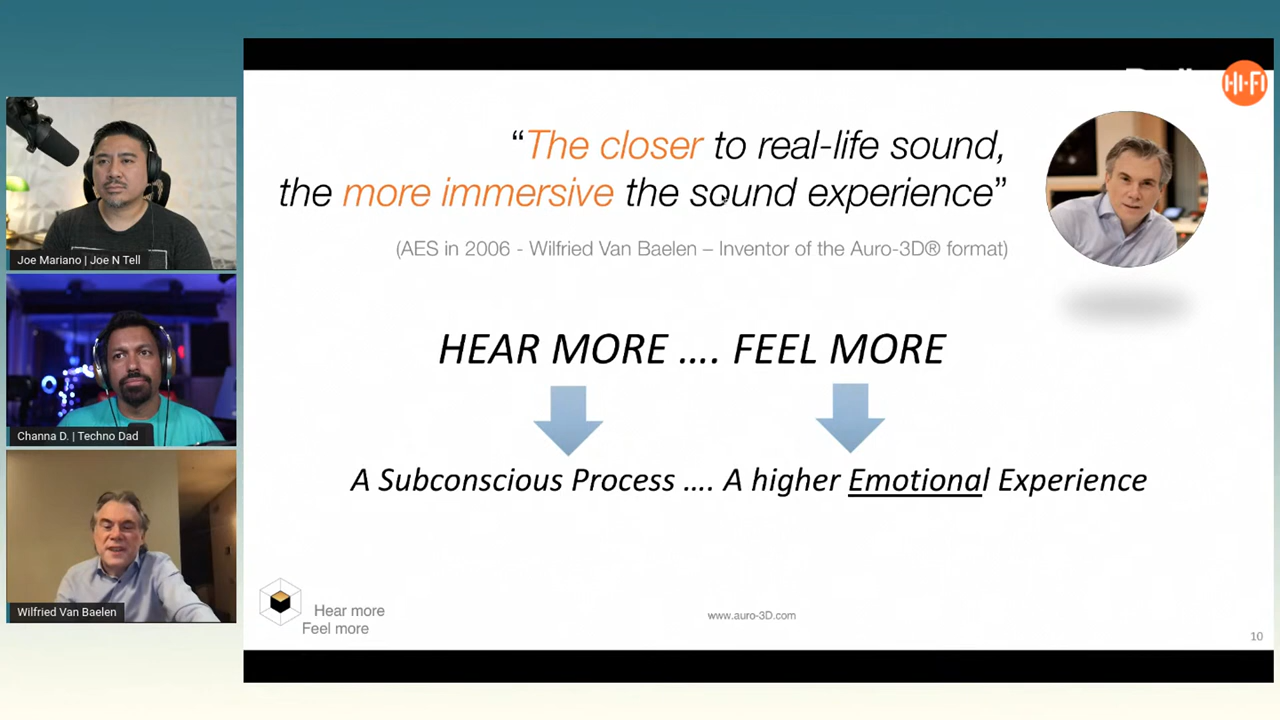 HI-FI
“The closer to real-life sound,
the more immersive the sound experience”
(AES in 2006 - Wilfried Van Baelen – Inventor of the Auro-3D® format)
HEAR MORE .... FEEL MORE
A Subconscious Process .... A higher Emotional Experience
Joe Mariano | Joe N Tell
Channa D. | Techno Dad
Wilfried Van Baelen
Hear more
Feel more
www.auro-3D.com
10